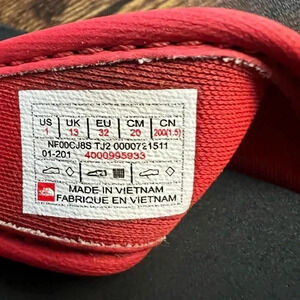 US UK EU CM CN
1 13 32 20 200(1.5)
NF00CJ8S TJ2 0000721511
01-201 4000995933
MADE IN VIETNAM
FABRIQUE EN VIETNAM